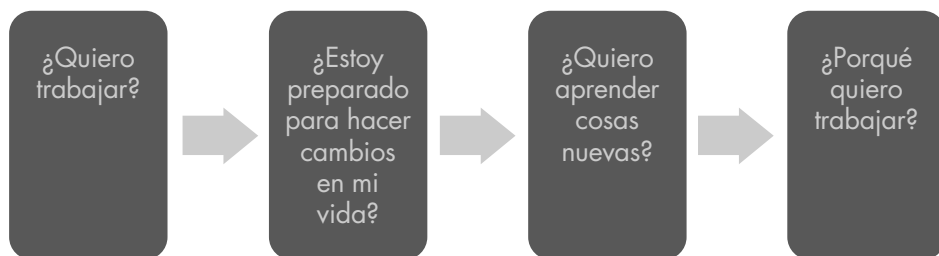 ¿Quiero
trabajar?
¿Estoy
preparado
para hacer
cambios
en mi
vida?
¿Quiero
aprender
cosas
nuevas?
¿Porqué
quiero
trabajar?